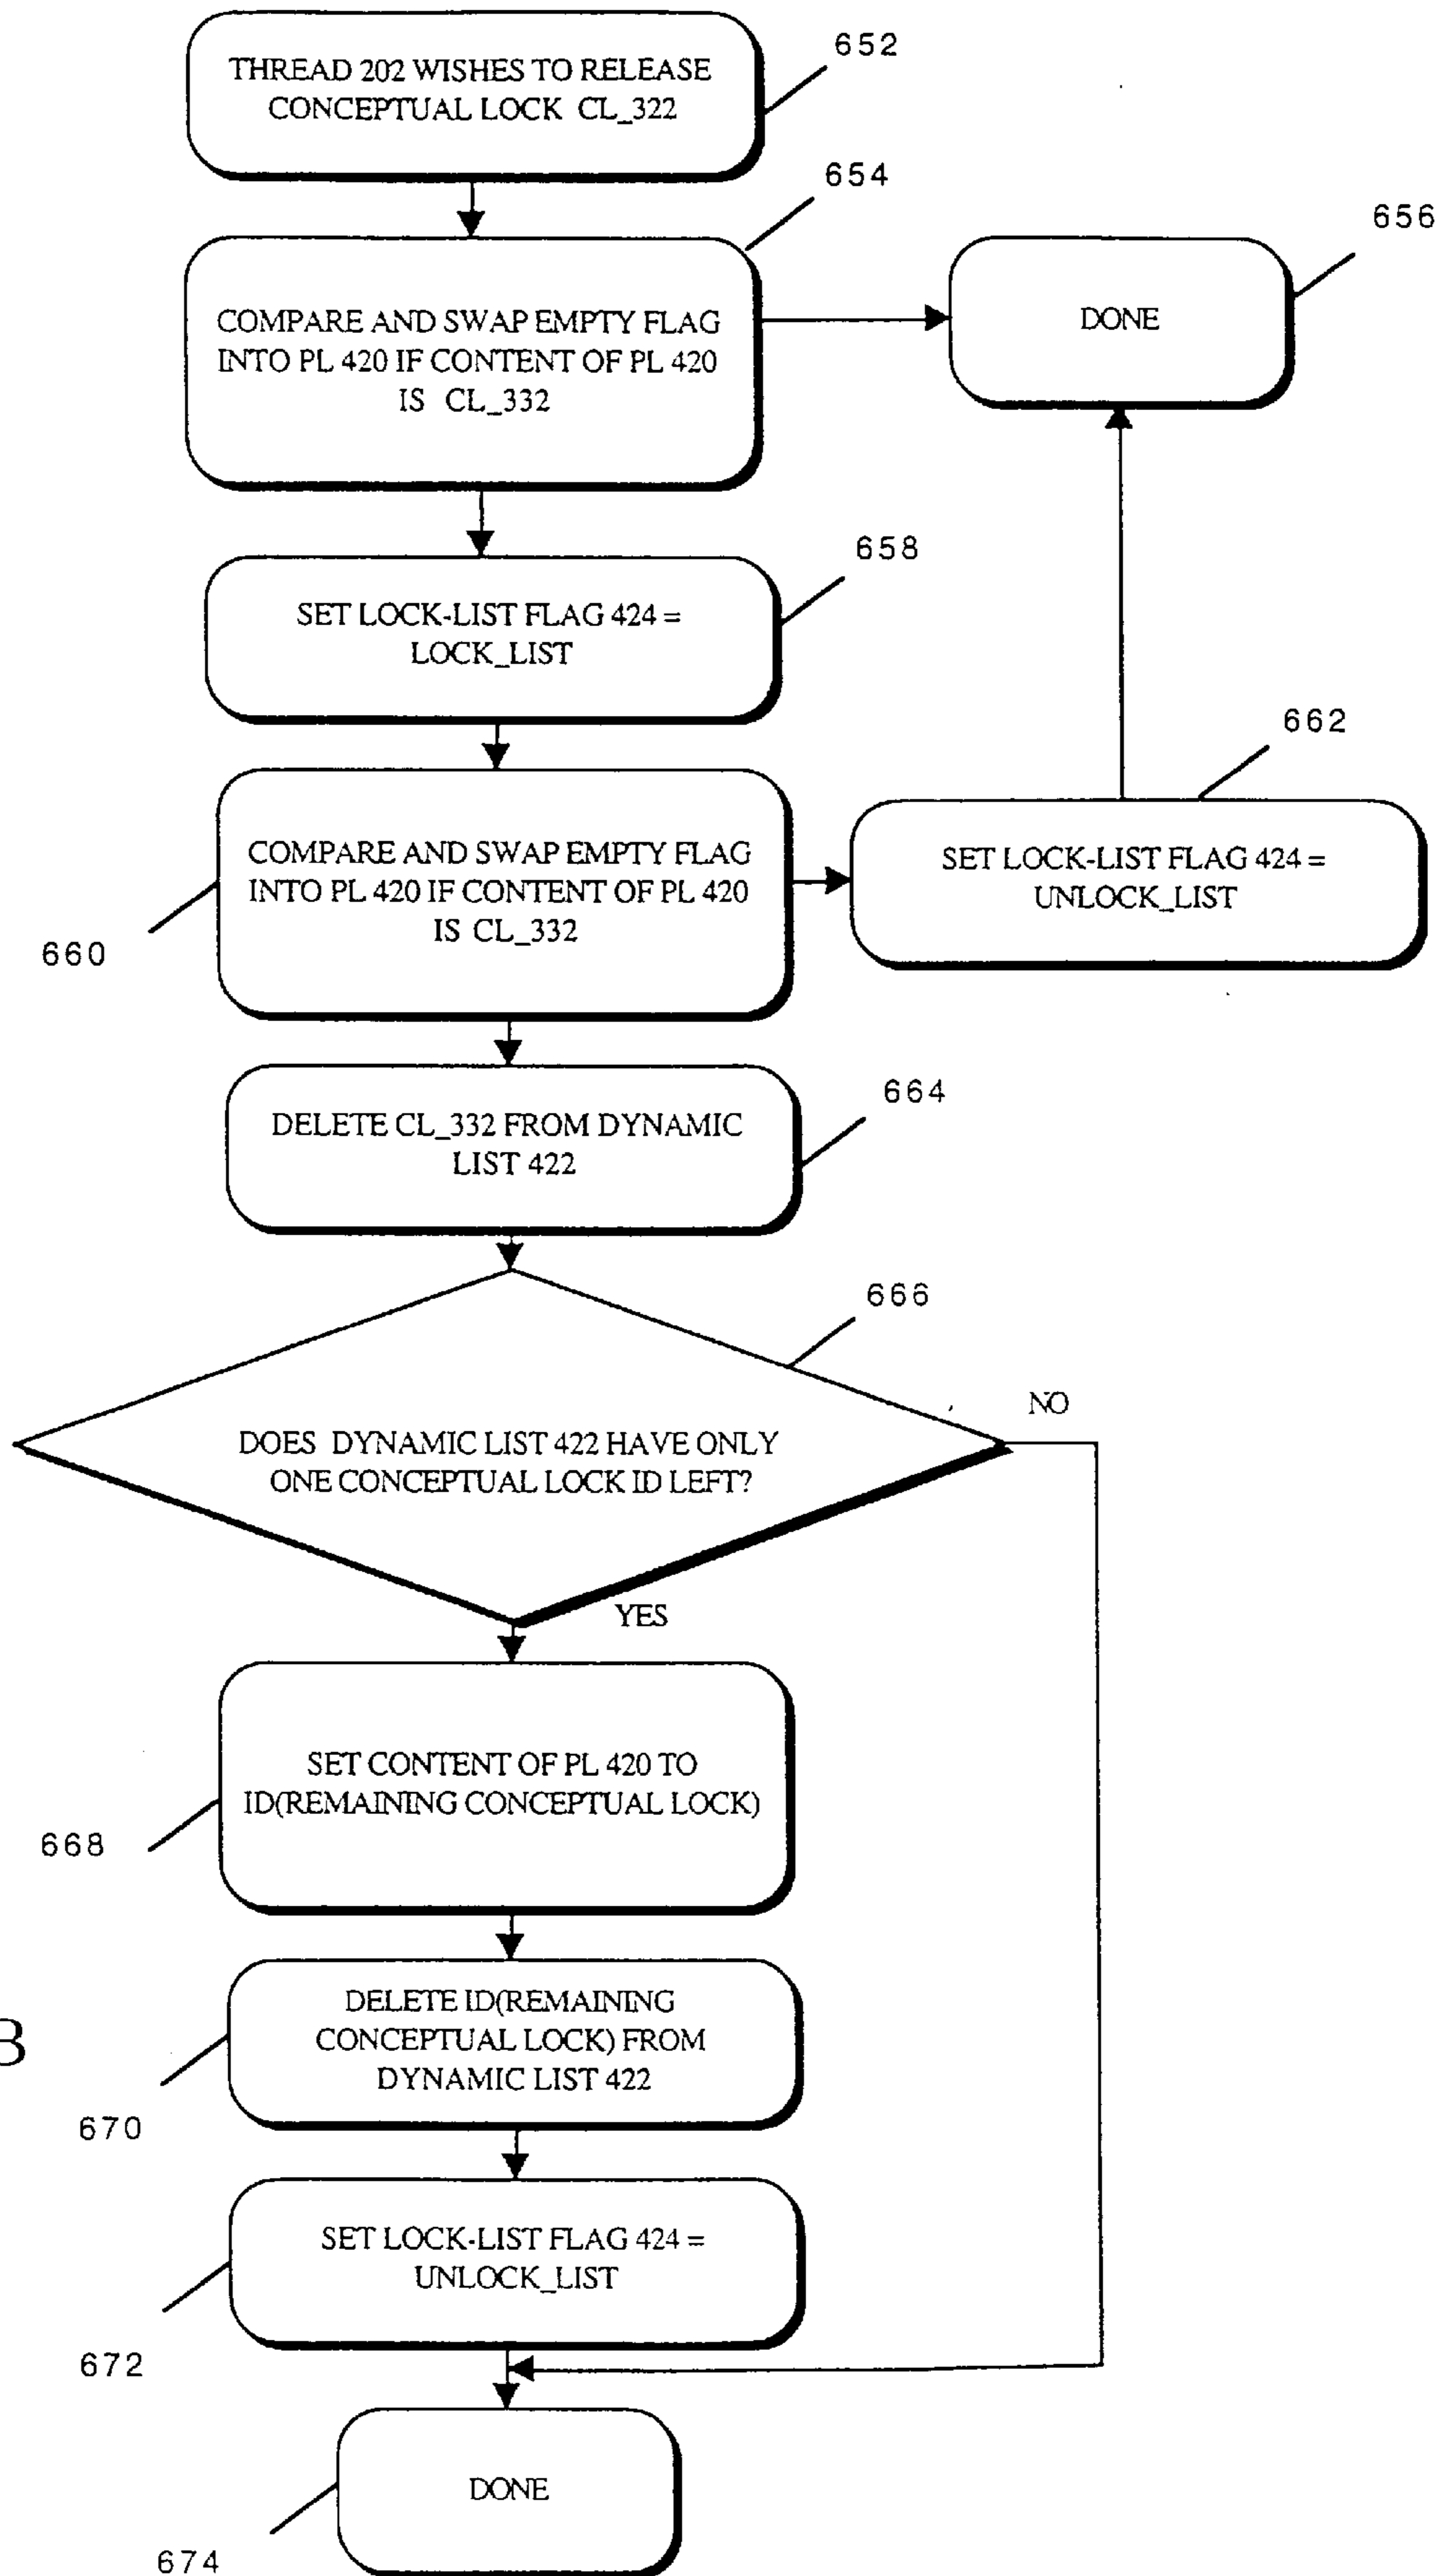 652
THREAD 202 WISHES TO RELEASE
CONCEPTUAL LOCK CL_322
654
656
COMPARE AND SWAP EMPTY FLAG
INTO PL 420 IF CONTENT OF PL 420
IS CL_332
DONE
658
SET LOCK-LIST FLAG 424 =
LOCK_LIST
662
COMPARE AND SWAP EMPTY FLAG
INTO PL 420 IF CONTENT OF PL 420
IS CL_332
SET LOCK-LIST FLAG 424 =
UNLOCK_LIST
660
664
DELETE CL_332 FROM DYNAMIC
LIST 422
666
NO
DOES DYNAMIC LIST 422 HAVE ONLY
ONE CONCEPTUAL LOCK ID LEFT?
YES
SET CONTENT OF PL 420 TO
ID(REMAINING CONCEPTUAL LOCK)
668
DELETE ID(REMAINING
CONCEPTUAL LOCK) FROM
DYNAMIC LIST 422
B
670
SET LOCK-LIST FLAG 424 =
UNLOCK_LIST
672
DONE
674